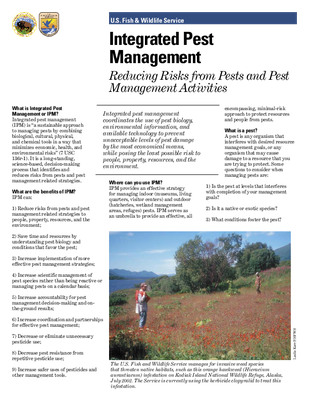 U.S. Fish & Wildlife Service
Integrated Pest
Management
Reducing Risks from Pests and Pest
Management Activities
What is Integrated Pest
Management or IPM?
Integrated pest management
(IPM) is "a sustainable approach
to managing pests by combining
biological, cultural, physical,
and chemical tools in a way that
minimizes economic, health, and
environmental risks" (7 USC
136r-1). It is a long-standing,
science-based, decision-making
process that identifies and
reduces risks from pests and pest
management related strategies.
What are the benefits of IPM?
IPM can:
1) Reduce risks from pests and pest
management-related strategies to
people, property, resources, and the
environment;
2) Save time and resources by
understanding pest biology and
conditions that favor the pest;
3) Increase implementation of more
effective pest management strategies;
4) Increase scientific management of
pest species rather than being reactive or
managing pests on a calendar basis;
5) Increase accountability for pest
management decision-making and on-
the-ground results;
6) Increase coordination and partnerships
for effective pest management;
7) Decrease or eliminate unnecessary
pesticide use;
8) Decrease pest resistance from
repetitive pesticide use;
9) Increase safer uses of pesticides and
other management tools.
Integrated pest management
coordinates the use of pest biology,
environmental information, and
available technology to prevent
unacceptable levels of pest damage
by the most economical means,
while posing the least possible risk to
people, property, resources, and the
environment.
Where can you use IPM?
IPM provides an effective strategy
for managing indoor (museums, living
quarters, visitor centers) and outdoor
(hatcheries, wetland management
areas, refuges) pests. IPM serves as
an umbrella to provide an effective, all
encompassing, minimal-risk
approach to protect resources
and people from pests.
What is a pest?
A pest is any organism that
interferes with desired resource
management goals, or any
organism that may cause
damage to a resource that you
are trying to protect. Some
questions to consider when
managing pests are:
1) Is the pest at levels that interferes
with completion of your management
goals?
2) Is it a native or exotic species?
3) What conditions foster the pest?
The U.S. Fish and Wildlife Service manages for invasive weed species
that threaten native habitats, such as this orange hawkweed (Hieracium
aurantiacum) infestation on Kodiak Island National Wildlife Refuge, Alaska,
July 2002. The Service is currently using the herbicide clopyralid to treat this
infestation.